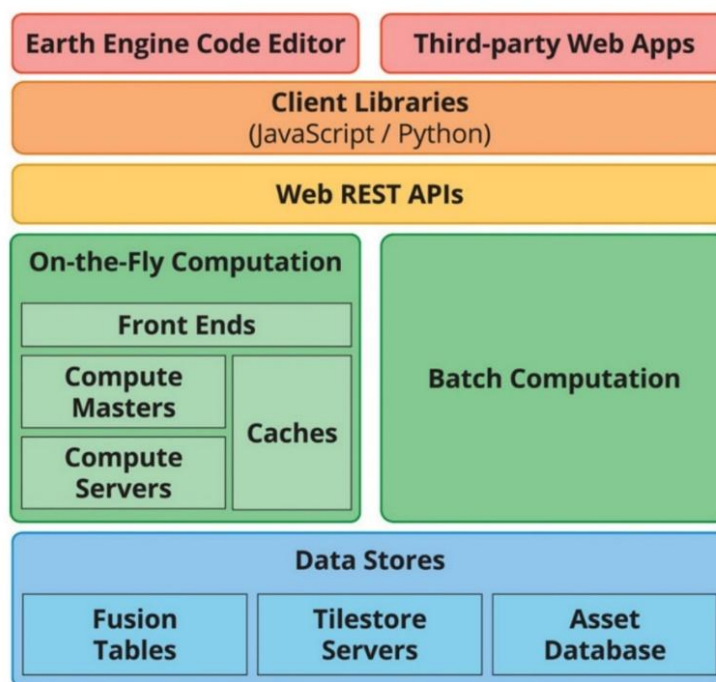 Earth Engine Code Editor
Third-party Web Apps
Client Libraries
(JavaScript / Python)
Web REST APIs
On-the-Fly Computation
Front Ends
Compute
Masters
Caches
Compute
Servers
Batch Computation
Data Stores
Fusion
Tables
Tilestore
Servers
Asset
Database